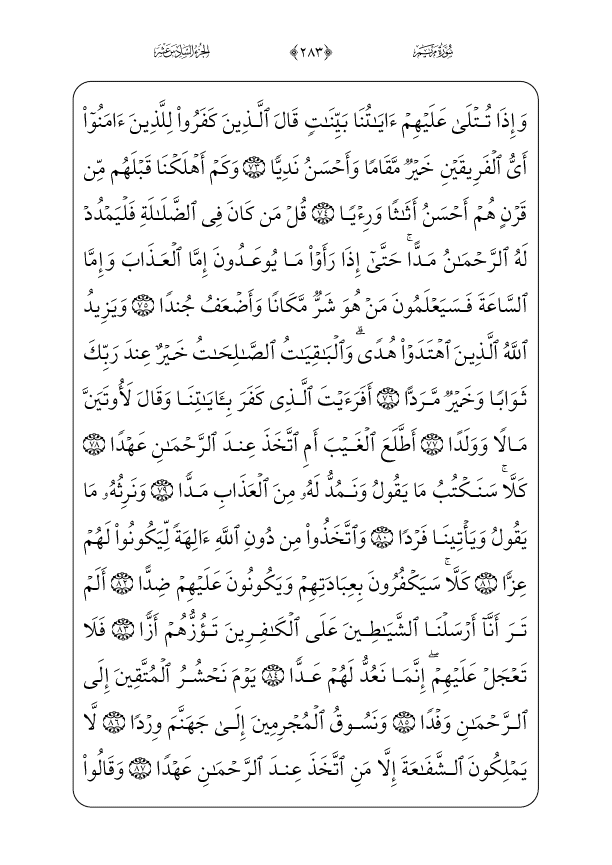 سُورَةُ مَرْيَم ﴿٢٨٣﴾ الجُزْءُ السَّادِسَ عَشَرَ
وَإِذَا تُتْلَىٰ عَلَيْهِمْ ءَايَـٰتُنَا بَيِّنَـٰتٍ قَالَ ٱلَّذِينَ كَفَرُوا۟ لِلَّذِينَ ءَامَنُوٓا۟
أَىُّ ٱلْفَرِيقَيْنِ خَيْرٌ مَّقَامًا وَأَحْسَنُ نَدِيًّا ٧٣ وَكَمْ أَهْلَكْنَا قَبْلَهُم مِّن
قَرْنٍ هُمْ أَحْسَنُ أَثَـٰثًا وَرِءْيًا ٧٤ قُلْ مَن كَانَ فِى ٱلضَّلَـٰلَةِ فَلْيَمْدُدْ
لَهُ ٱلرَّحْمَـٰنُ مَدًّا ۚ حَتَّىٰٓ إِذَا رَأَوْا۟ مَا يُوعَدُونَ إِمَّا ٱلْعَذَابَ وَإِمَّا
ٱلسَّاعَةَ فَسَيَعْلَمُونَ مَنْ هُوَ شَرٌّ مَّكَانًا وَأَضْعَفُ جُندًا ٧٥ وَيَزِيدُ
ٱللَّهُ ٱلَّذِينَ ٱهْتَدَوْا۟ هُدًى ۗ وَٱلْبَـٰقِيَـٰتُ ٱلصَّـٰلِحَـٰتُ خَيْرٌ عِندَ رَبِّكَ
ثَوَابًا وَخَيْرٌ مَّرَدًّا ٧٦ أَفَرَءَيْتَ ٱلَّذِى كَفَرَ بِـَٔايَـٰتِنَا وَقَالَ لَأُوتَيَنَّ
مَالًا وَوَلَدًا ٧٧ أَطَّلَعَ ٱلْغَيْبَ أَمِ ٱتَّخَذَ عِندَ ٱلرَّحْمَـٰنِ عَهْدًا ٧٨
كَلَّا ۚ سَنَكْتُبُ مَا يَقُولُ وَنَمُدُّ لَهُۥ مِنَ ٱلْعَذَابِ مَدًّا ٧٩ وَنَرِثُهُۥ مَا
يَقُولُ وَيَأْتِينَا فَرْدًا ٨٠ وَٱتَّخَذُوا۟ مِن دُونِ ٱللَّهِ ءَالِهَةً لِّيَكُونُوا۟ لَهُمْ
عِزًّا ٨١ كَلَّا ۚ سَيَكْفُرُونَ بِعِبَادَتِهِمْ وَيَكُونُونَ عَلَيْهِمْ ضِدًّا ٨٢ أَلَمْ
تَرَ أَنَّآ أَرْسَلْنَا ٱلشَّيَـٰطِينَ عَلَى ٱلْكَـٰفِرِينَ تَؤُزُّهُمْ أَزًّا ٨٣ فَلَا
تَعْجَلْ عَلَيْهِمْ ۖ إِنَّمَا نَعُدُّ لَهُمْ عَدًّا ٨٤ يَوْمَ نَحْشُرُ ٱلْمُتَّقِينَ إِلَى
ٱلرَّحْمَـٰنِ وَفْدًا ٨٥ وَنَسُوقُ ٱلْمُجْرِمِينَ إِلَىٰ جَهَنَّمَ وِرْدًا ٨٦ لَّا
يَمْلِكُونَ ٱلشَّفَـٰعَةَ إِلَّا مَنِ ٱتَّخَذَ عِندَ ٱلرَّحْمَـٰنِ عَهْدًا ٨٧ وَقَالُوا۟